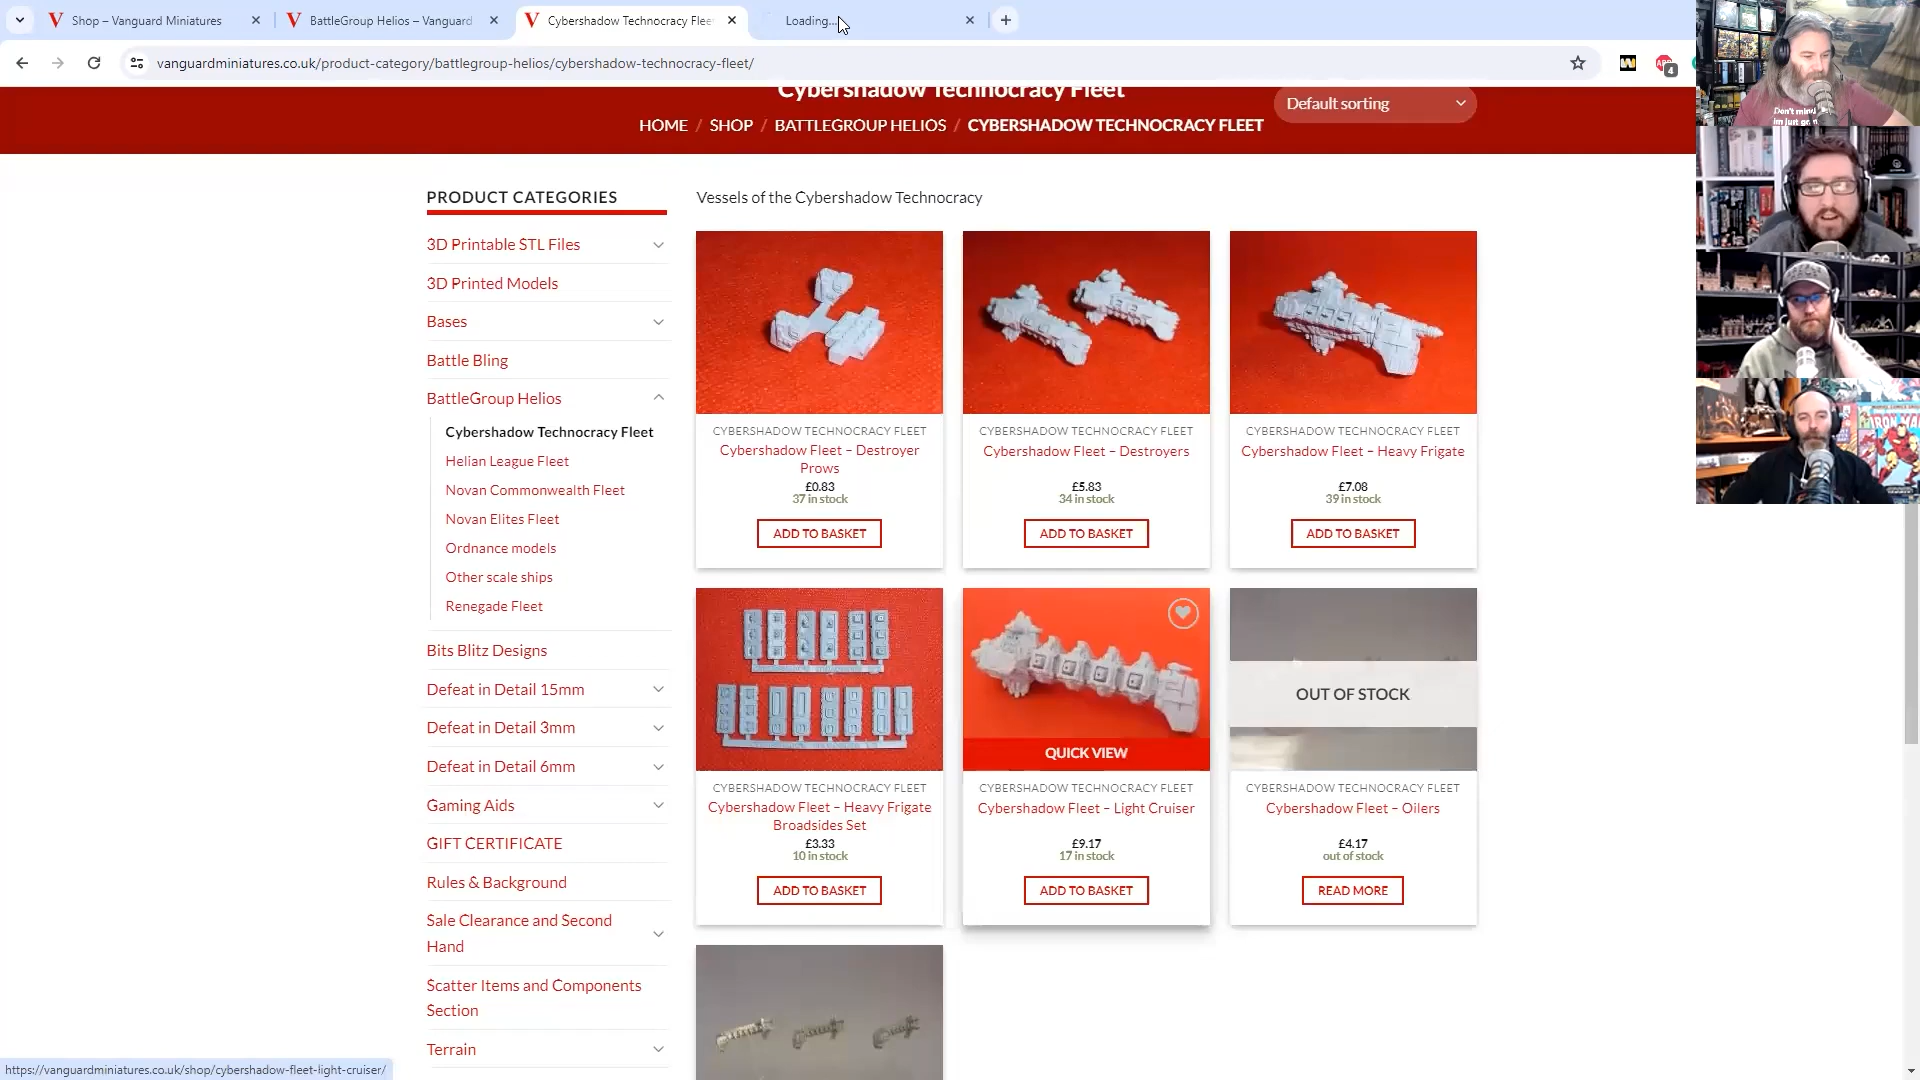 Shop – Vanguard Miniatures
BattleGroup Helios – Vanguard
Cybershadow Technocracy Flee
Loading...
vanguardminiatures.co.uk/product-category/battlegroup-helios/cybershadow-technocracy-fleet/
4
Cybershadow Technocracy Fleet
HOME / SHOP / BATTLEGROUP HELIOS / CYBERSHADOW TECHNOCRACY FLEET
Default sorting
Don't mind
PRODUCT CATEGORIES
3D Printable STL Files
3D Printed Models
Bases
Battle Bling
BattleGroup Helios
Cybershadow Technocracy Fleet
Helian League Fleet
Novan Commonwealth Fleet
Novan Elites Fleet
Ordnance models
Other scale ships
Renegade Fleet
Bits Blitz Designs
Defeat in Detail 15mm
Defeat in Detail 3mm
Defeat in Detail 6mm
Gaming Aids
GIFT CERTIFICATE
Rules & Background
Sale Clearance and Second
Hand
Scatter Items and Components
Section
Terrain
Vessels of the Cybershadow Technocracy
CYBERSHADOW TECHNOCRACY FLEET
Cybershadow Fleet – Destroyer
Prows
£0.83
37 in stock
ADD TO BASKET
CYBERSHADOW TECHNOCRACY FLEET
Cybershadow Fleet – Destroyers
£5.83
34 in stock
ADD TO BASKET
CYBERSHADOW TECHNOCRACY FLEET
Cybershadow Fleet – Heavy Frigate
£7.08
39 in stock
ADD TO BASKET
CYBERSHADOW TECHNOCRACY FLEET
Cybershadow Fleet – Heavy Frigate
Broadsides Set
£3.33
10 in stock
ADD TO BASKET
QUICK VIEW
CYBERSHADOW TECHNOCRACY FLEET
Cybershadow Fleet – Light Cruiser
£9.17
17 in stock
ADD TO BASKET
OUT OF STOCK
CYBERSHADOW TECHNOCRACY FLEET
Cybershadow Fleet – Oilers
£4.17
out of stock
READ MORE
https://vanguardminiatures.co.uk/shop/cybershadow-fleet-light-cruiser/